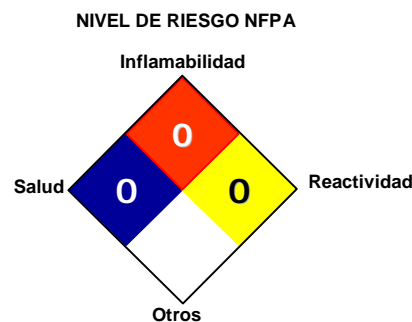 NIVEL DE RIESGO NFPA
Inflamabilidad
0
Salud 0 0 Reactividad
Otros